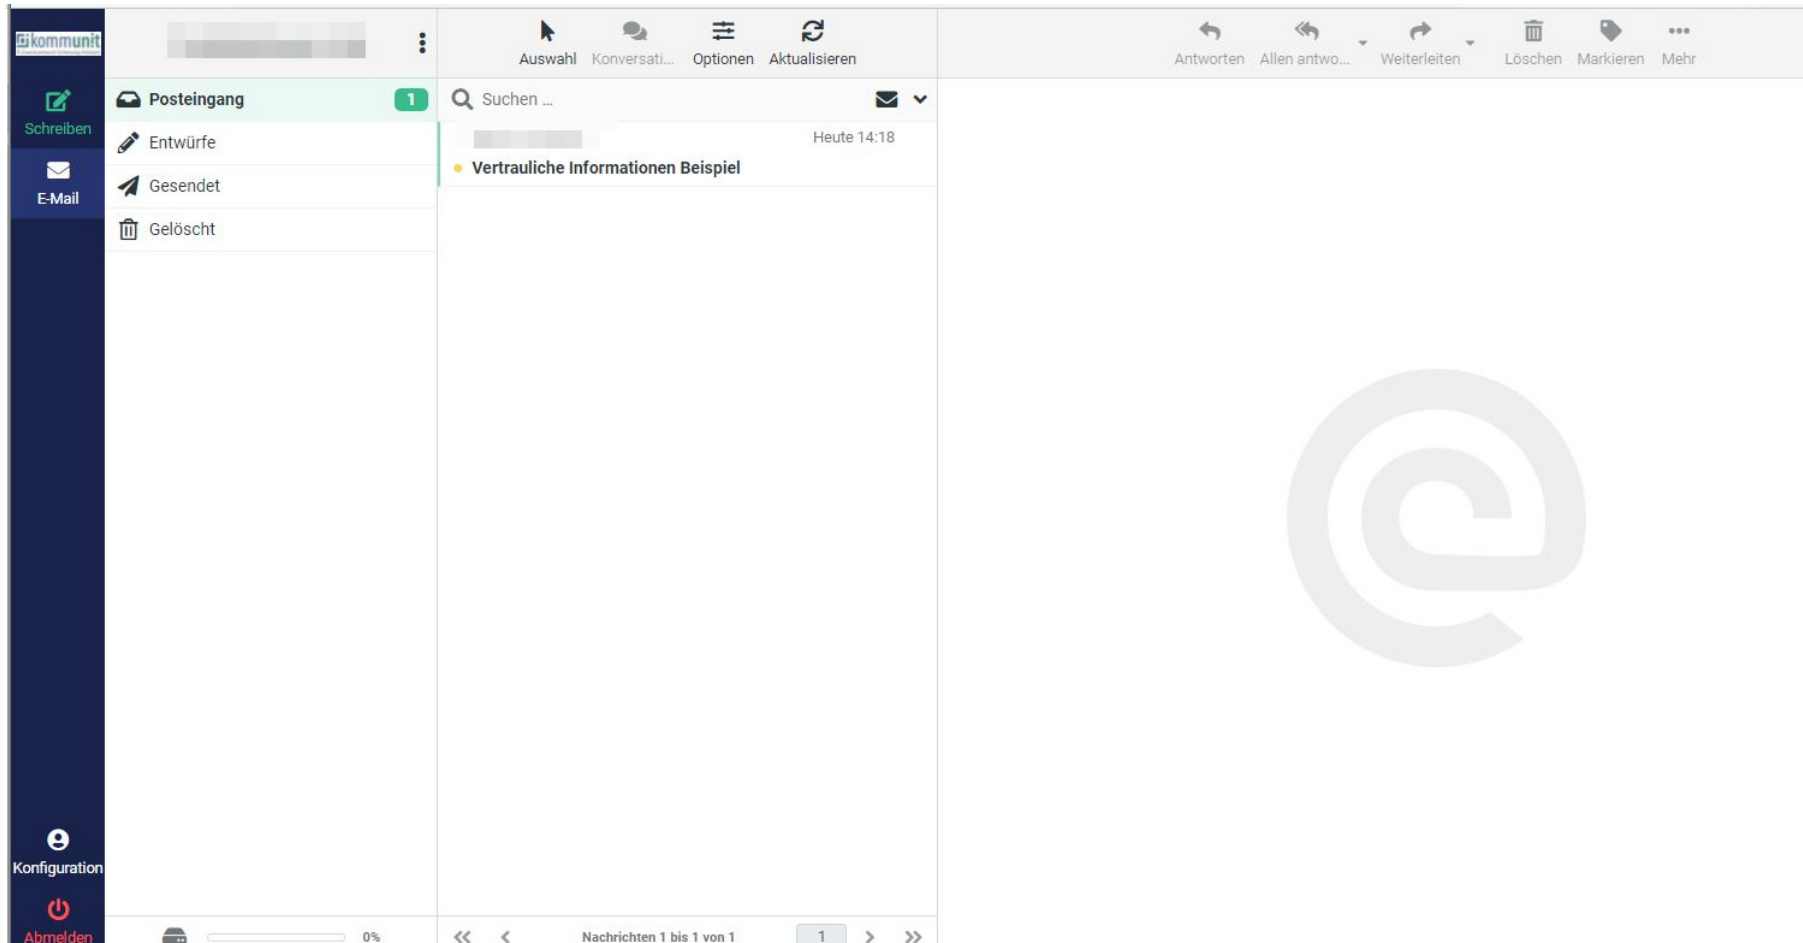 kommunit
Schreiben
E-Mail
Konfiguration
Abmelden
Posteingang 1
Entwürfe
Gesendet
Gelöscht
0%
Auswahl Konversati... Optionen Aktualisieren
Suchen ...
Heute 14:18
Vertrauliche Informationen Beispiel
Nachrichten 1 bis 1 von 1 1
Antworten Allen antwo... Weiterleiten Löschen Markieren Mehr